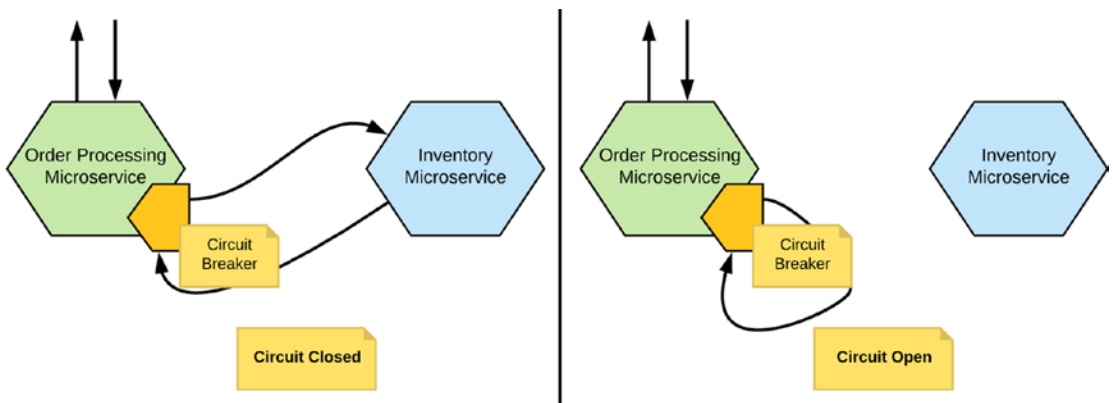 Order Processing
Microservice
Inventory
Microservice
Circuit
Breaker
Circuit Closed
Order Processing
Microservice
Inventory
Microservice
Circuit
Breaker
Circuit Open